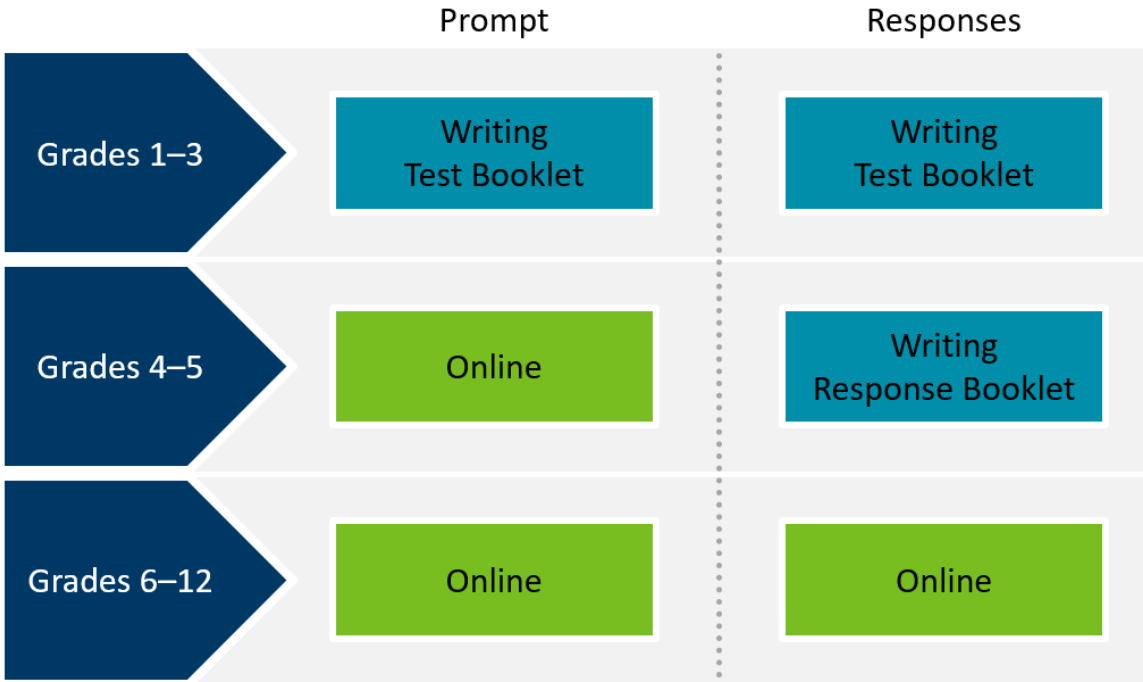 Prompt
Responses
Grades 1–3
Writing
Test Booklet
Writing
Test Booklet
Grades 4–5
Online
Writing
Response Booklet
Grades 6–12
Online
Online